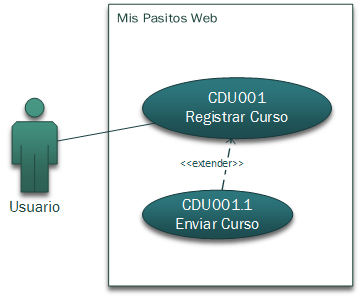 Mis Pasitos Web
CDU001
Registrar Curso
<<extender>>
CDU001.1
Enviar Curso
Usuario